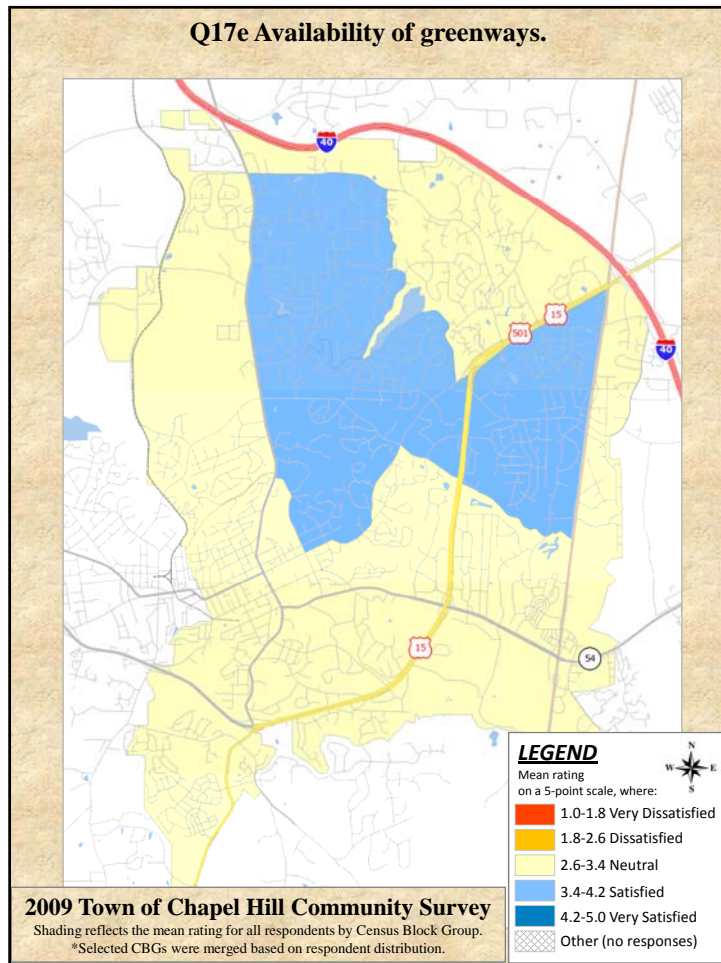 Q17e Availability of greenways.
40
15
501
40
15
54
LEGEND
Mean rating
on a 5-point scale, where:
N
W E
S
1.0-1.8 Very Dissatisfied
1.8-2.6 Dissatisfied
2.6-3.4 Neutral
3.4-4.2 Satisfied
4.2-5.0 Very Satisfied
Other (no responses)
2009 Town of Chapel Hill Community Survey
Shading reflects the mean rating for all respondents by Census Block Group.
*Selected CBGs were merged based on respondent distribution.